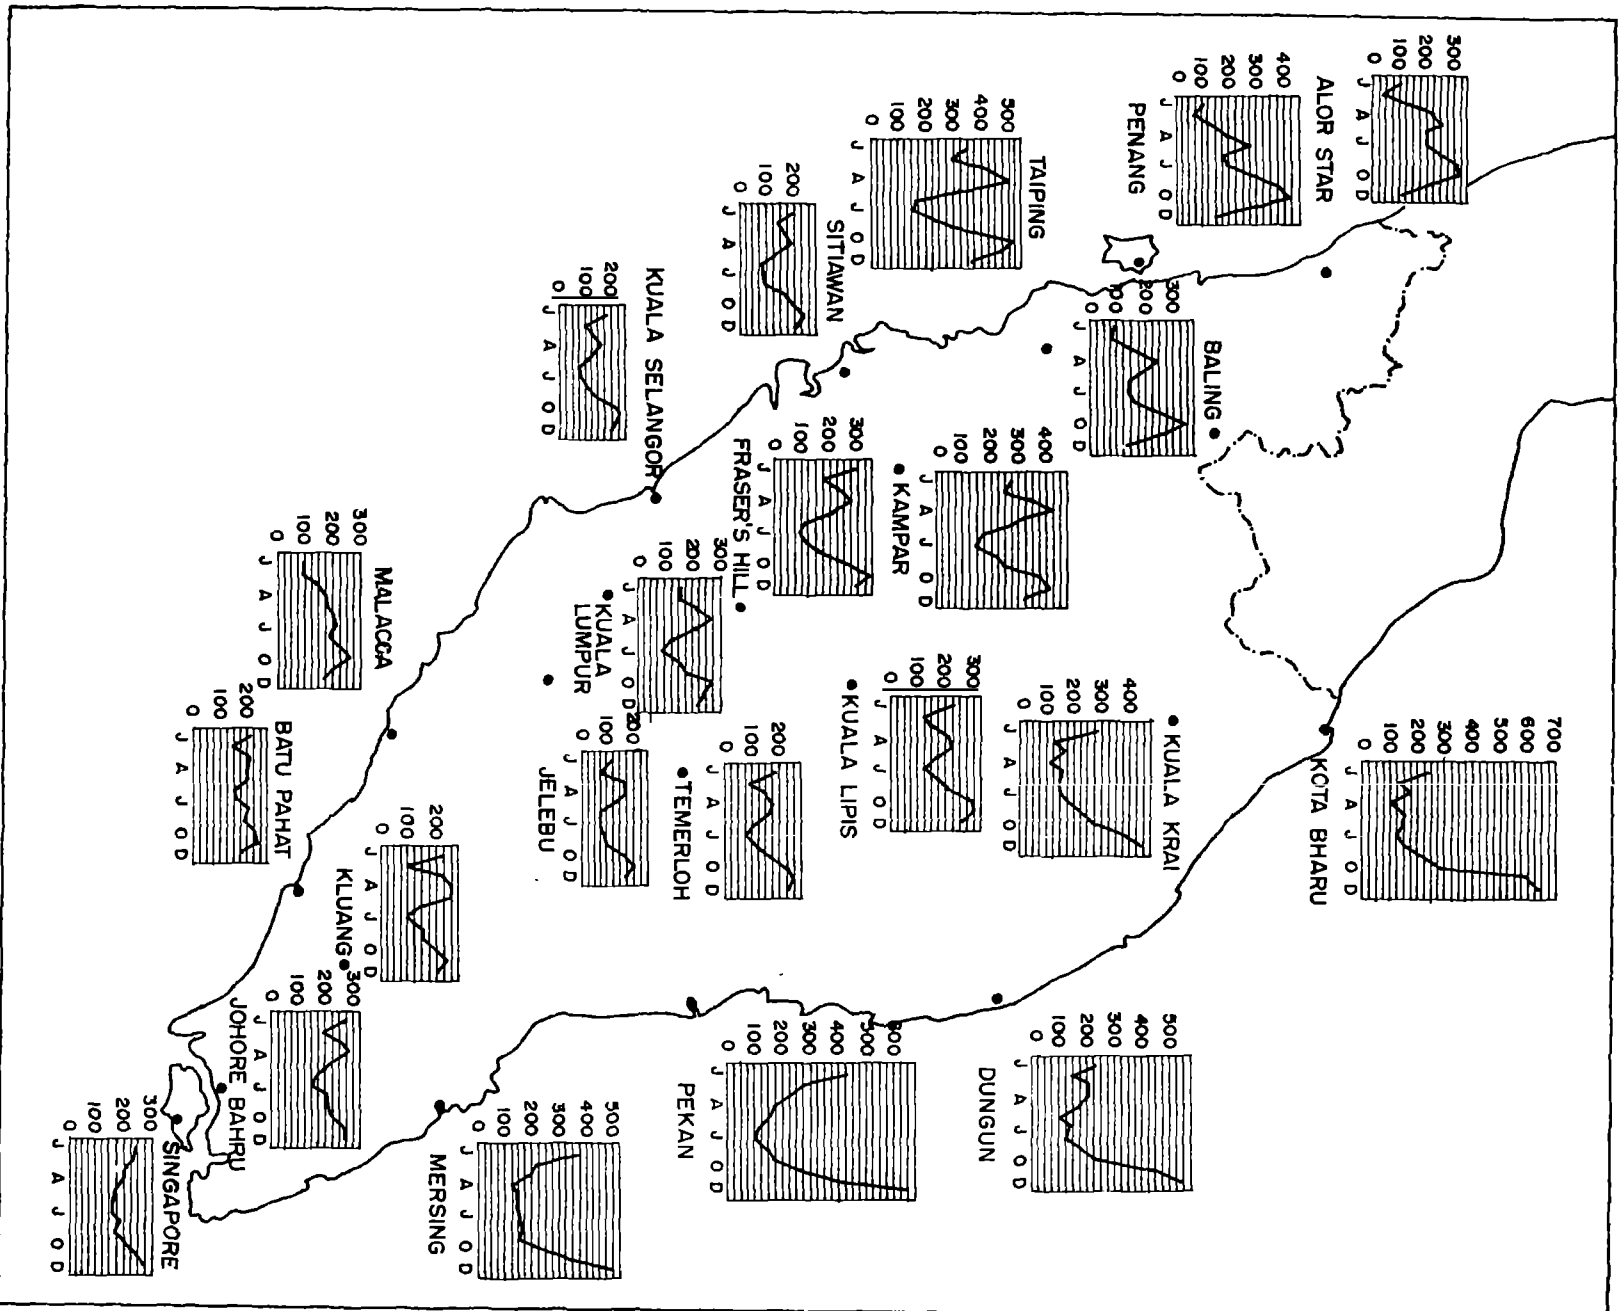 300
200
100
0
J A J O D
ALOR STAR
400
300
200
100
0
J A J O D
PENANG
BALING
300
200
100
0
J A J O D
KOTA BHARU
700
600
500
400
300
200
100
0
J A J O D
KUALA KRAI
400
300
200
100
0
J A J O D
TAIPING
500
400
300
200
100
0
J A J O D
400
300
200
100
0
J A J O D
KAMPAR
DUNGUN
500
400
300
200
100
0
J A J O D
KUALA LIPIS
300
200
100
0
J A J O D
SITIAWAN
200
100
0
J A J O D
300
200
100
0
J A J O D
FRASER'S HILL
600
500
400
300
200
100
0
J A J O D
PEKAN
200
100
0
J A J O D
TEMERLOH
KUALA SELANGOR
200
100
0
J A J O D
300
200
100
0
J A J O D
KUALA
LUMPUR
200
100
0
J A J O D
JELEBU
500
400
300
200
100
0
J A J O D
MERSING
MALACCA
300
200
100
0
J A J O D
200
100
0
J A J O D
KLUANG
BATU PAHAT
200
100
0
J A J O D
300
200
100
0
J A J O D
JOHORE BAHRU
SINGAPORE
300
200
100
0
J A J O D